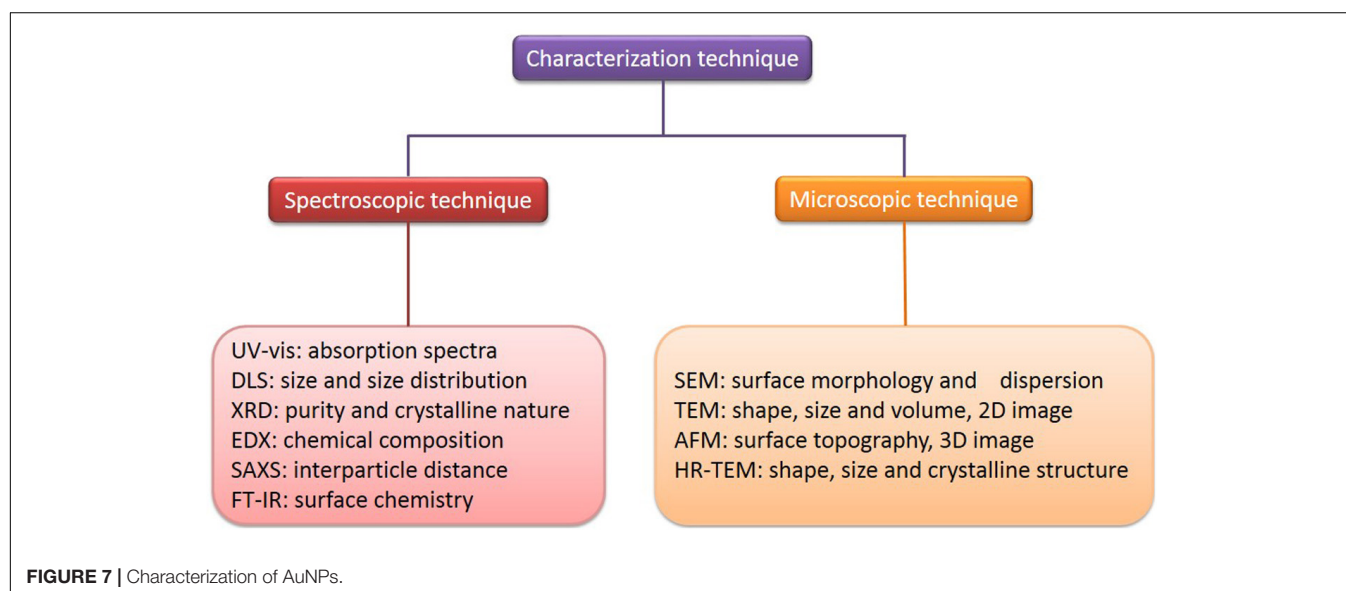 Characterization technique
Spectroscopic technique
Microscopic technique
UV-vis: absorption spectra
DLS: size and size distribution
XRD: purity and crystalline nature
EDX: chemical composition
SAXS: interparticle distance
FT-IR: surface chemistry
SEM: surface morphology and dispersion
TEM: shape, size and volume, 2D image
AFM: surface topography, 3D image
HR-TEM: shape, size and crystalline structure
FIGURE 7 | Characterization of AuNPs.